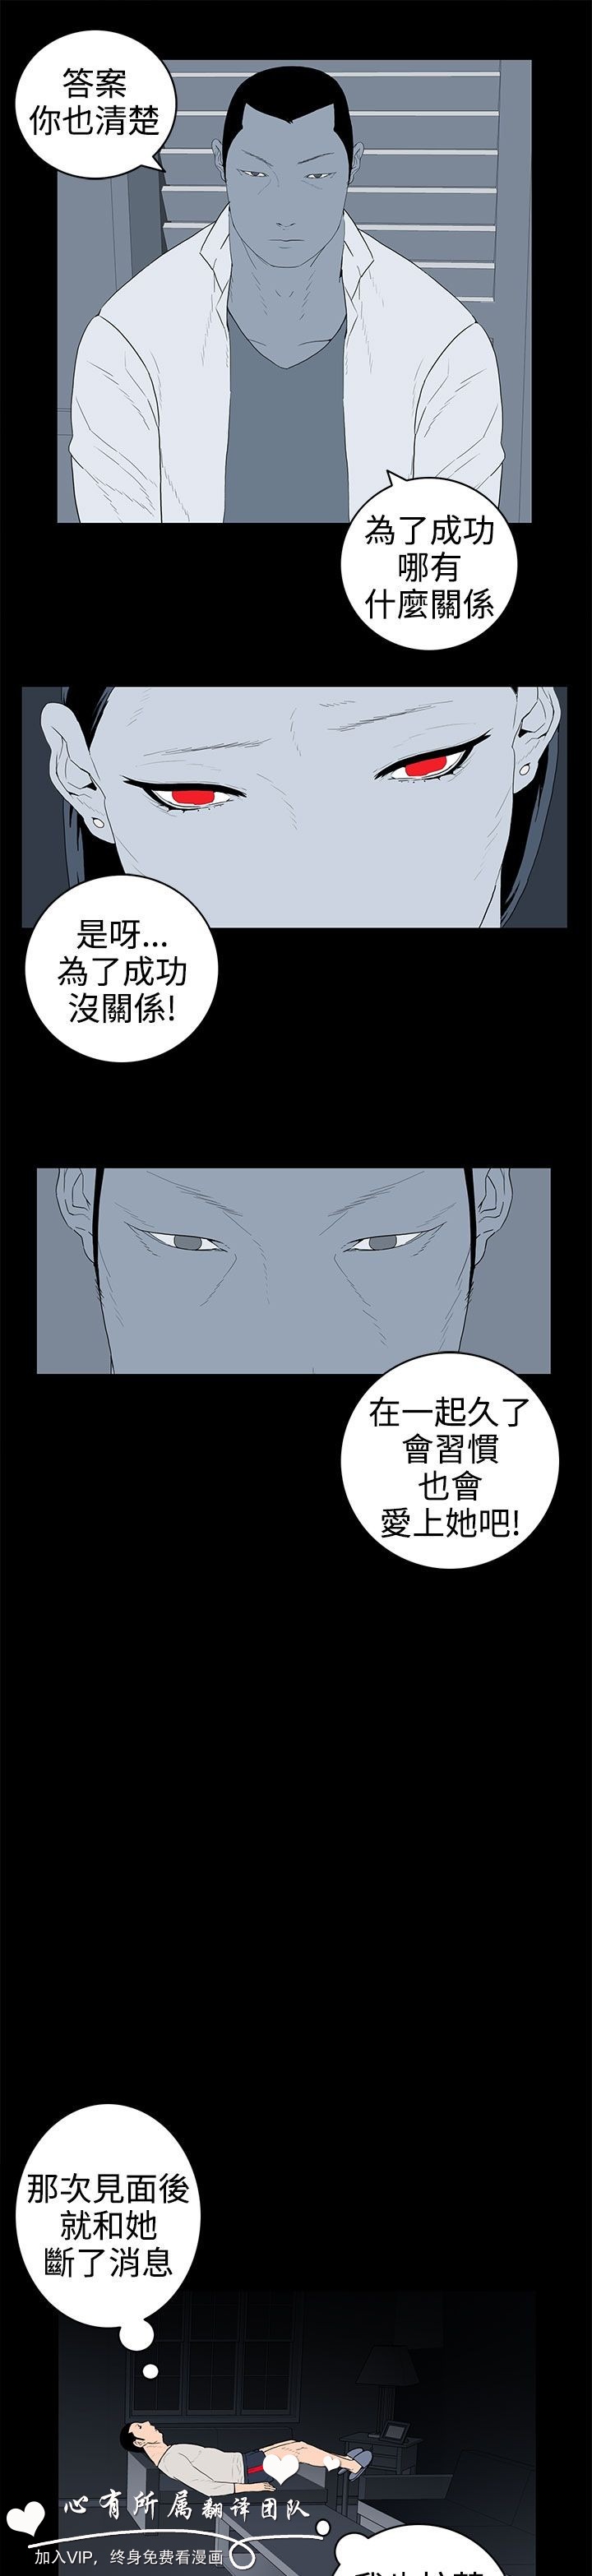 答案
你也清楚
為了成功
哪有
什麼關係
是呀...
為了成功
沒關係!
在一起久了
會習慣
也會
愛上她吧!
那次見面後
就和她
斷了消息
心有所属翻译团队
加入VIP，终身免费看漫画